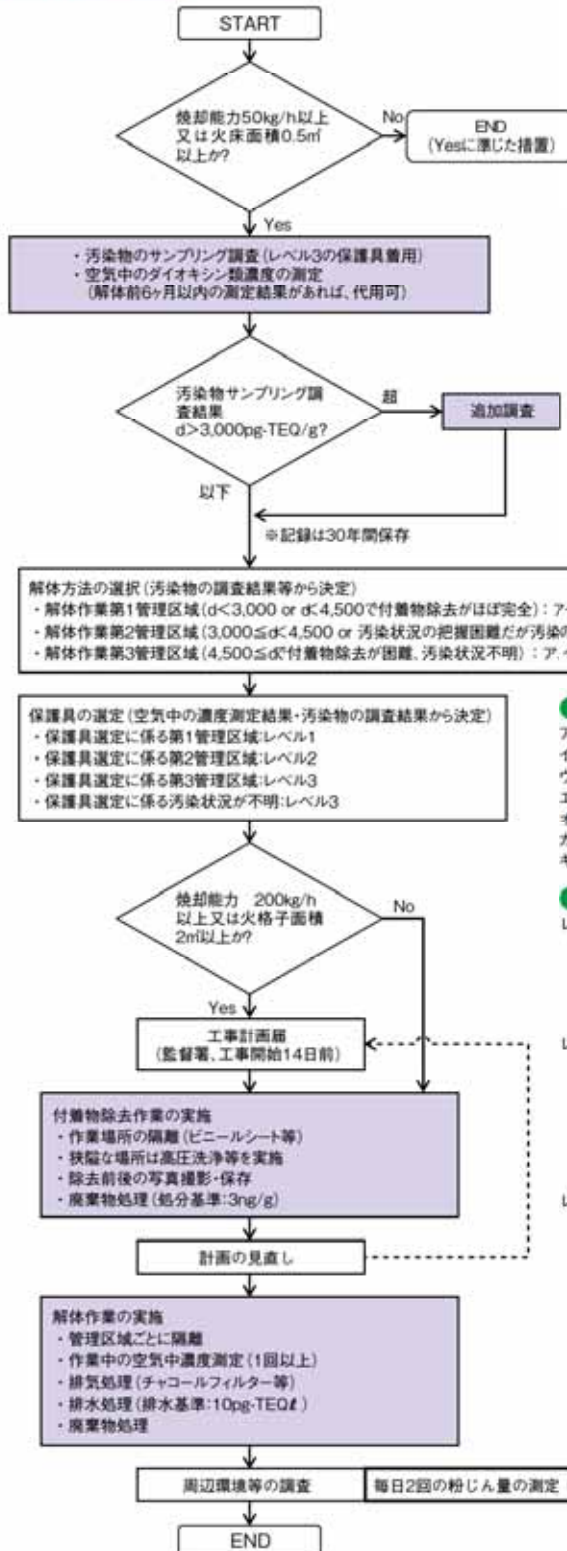 START
焼却能力50kg/h以上
又は火床面積0.5㎡
以上か?
No
END
(Yesに準じた措置)
Yes
・汚染物のサンプリング調査(レベル3の保護具着用)
・空気中のダイオキシン類濃度の測定
(解体前6ヶ月以内の測定結果があれば、代用可)
汚染物サンプリング調
査結果
d>3,000pg-TEQ/g?
超
追加調査
以下
※記録は30年間保存
解体方法の選択(汚染物の調査結果等から決定)
・解体作業第1管理区域(d<3,000 or d<4,500で付着物除去がほぼ完全):ア
・解体作業第2管理区域(3,000≦d<4,500 or 汚染状況の把握困難だが汚染の
・解体作業第3管理区域(4,500≦dで付着物除去が困難、汚染状況不明):ア
保護具の選定(空気中の濃度測定結果・汚染物の調査結果から決定)
・保護具選定に係る第1管理区域:レベル1
・保護具選定に係る第2管理区域:レベル2
・保護具選定に係る第3管理区域:レベル3
・保護具選定に係る汚染状況が不明:レベル3
ア
イ
ウ
エ
オ
カ
キ
焼却能力 200kg/h
以上又は火格子面積
2㎡以上か?
No
Yes
工事計画届
(監督署、工事開始14日前)
付着物除去作業の実施
・作業場所の隔離(ビニールシート等)
・狭隘な場所は高圧洗浄等を実施
・除去前後の写真撮影・保存
・廃棄物処理(処分基準:3ng/g)
計画の見直し
解体作業の実施
・管理区域ごとに隔離
・作業中の空気中濃度測定(1回以上)
・排気処理(チャコールフィルター等)
・排水処理(排水基準:10pg-TEQℓ)
・廃棄物処理
周辺環境等の調査
毎日2回の粉じん量の測定
END